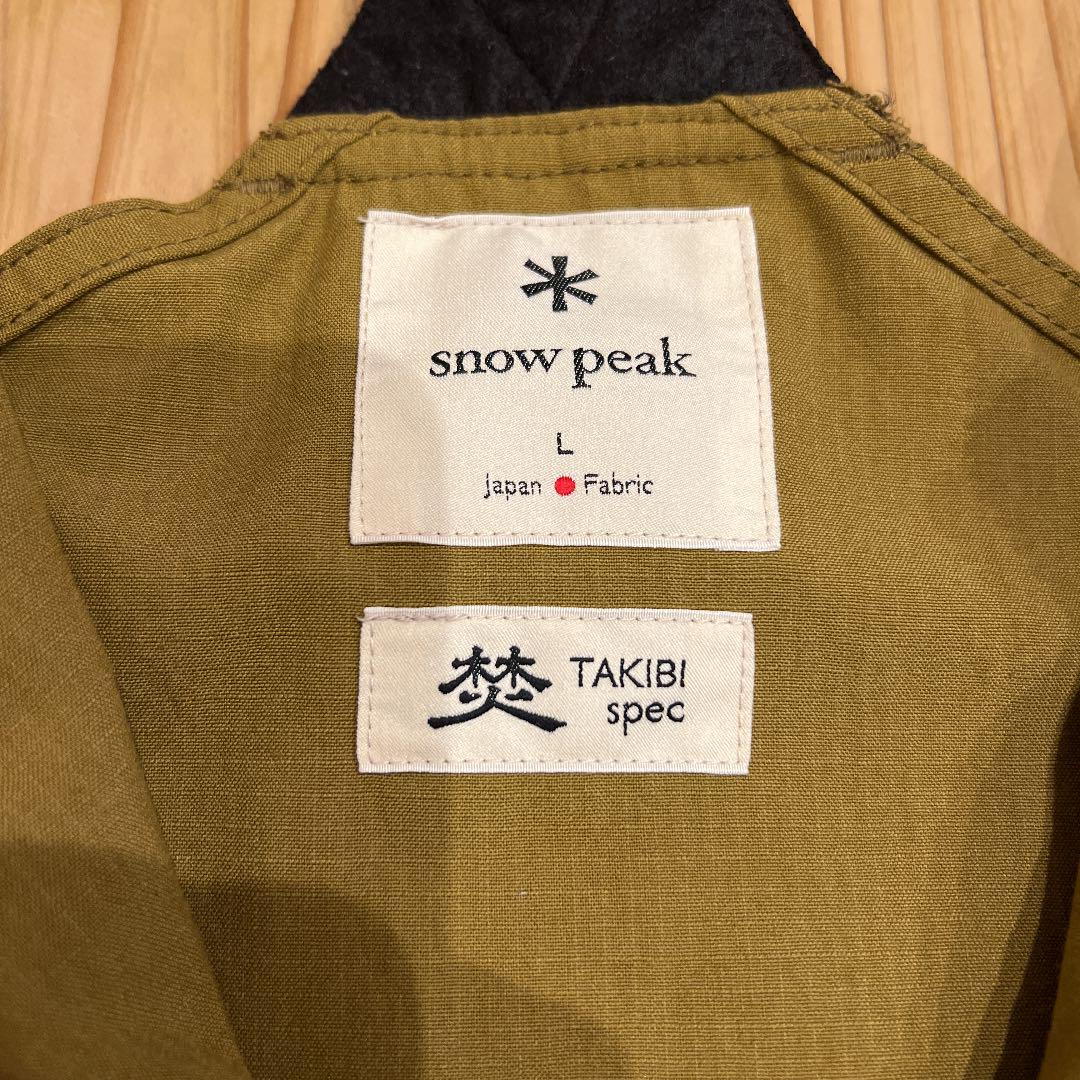 snow peak
L
Japan Fabric
焚 TAKIBI
spec